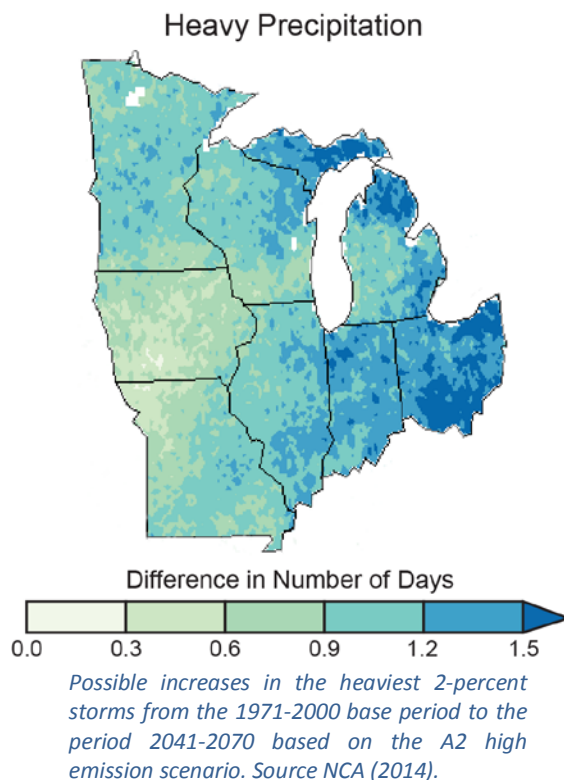 Heavy Precipitation
Difference in Number of Days
0.0 0.3 0.6 0.9 1.2 1.5
Possible increases in the heaviest 2-percent
storms from the 1971-2000 base period to the
period 2041-2070 based on the A2 high
emission scenario. Source NCA (2014).